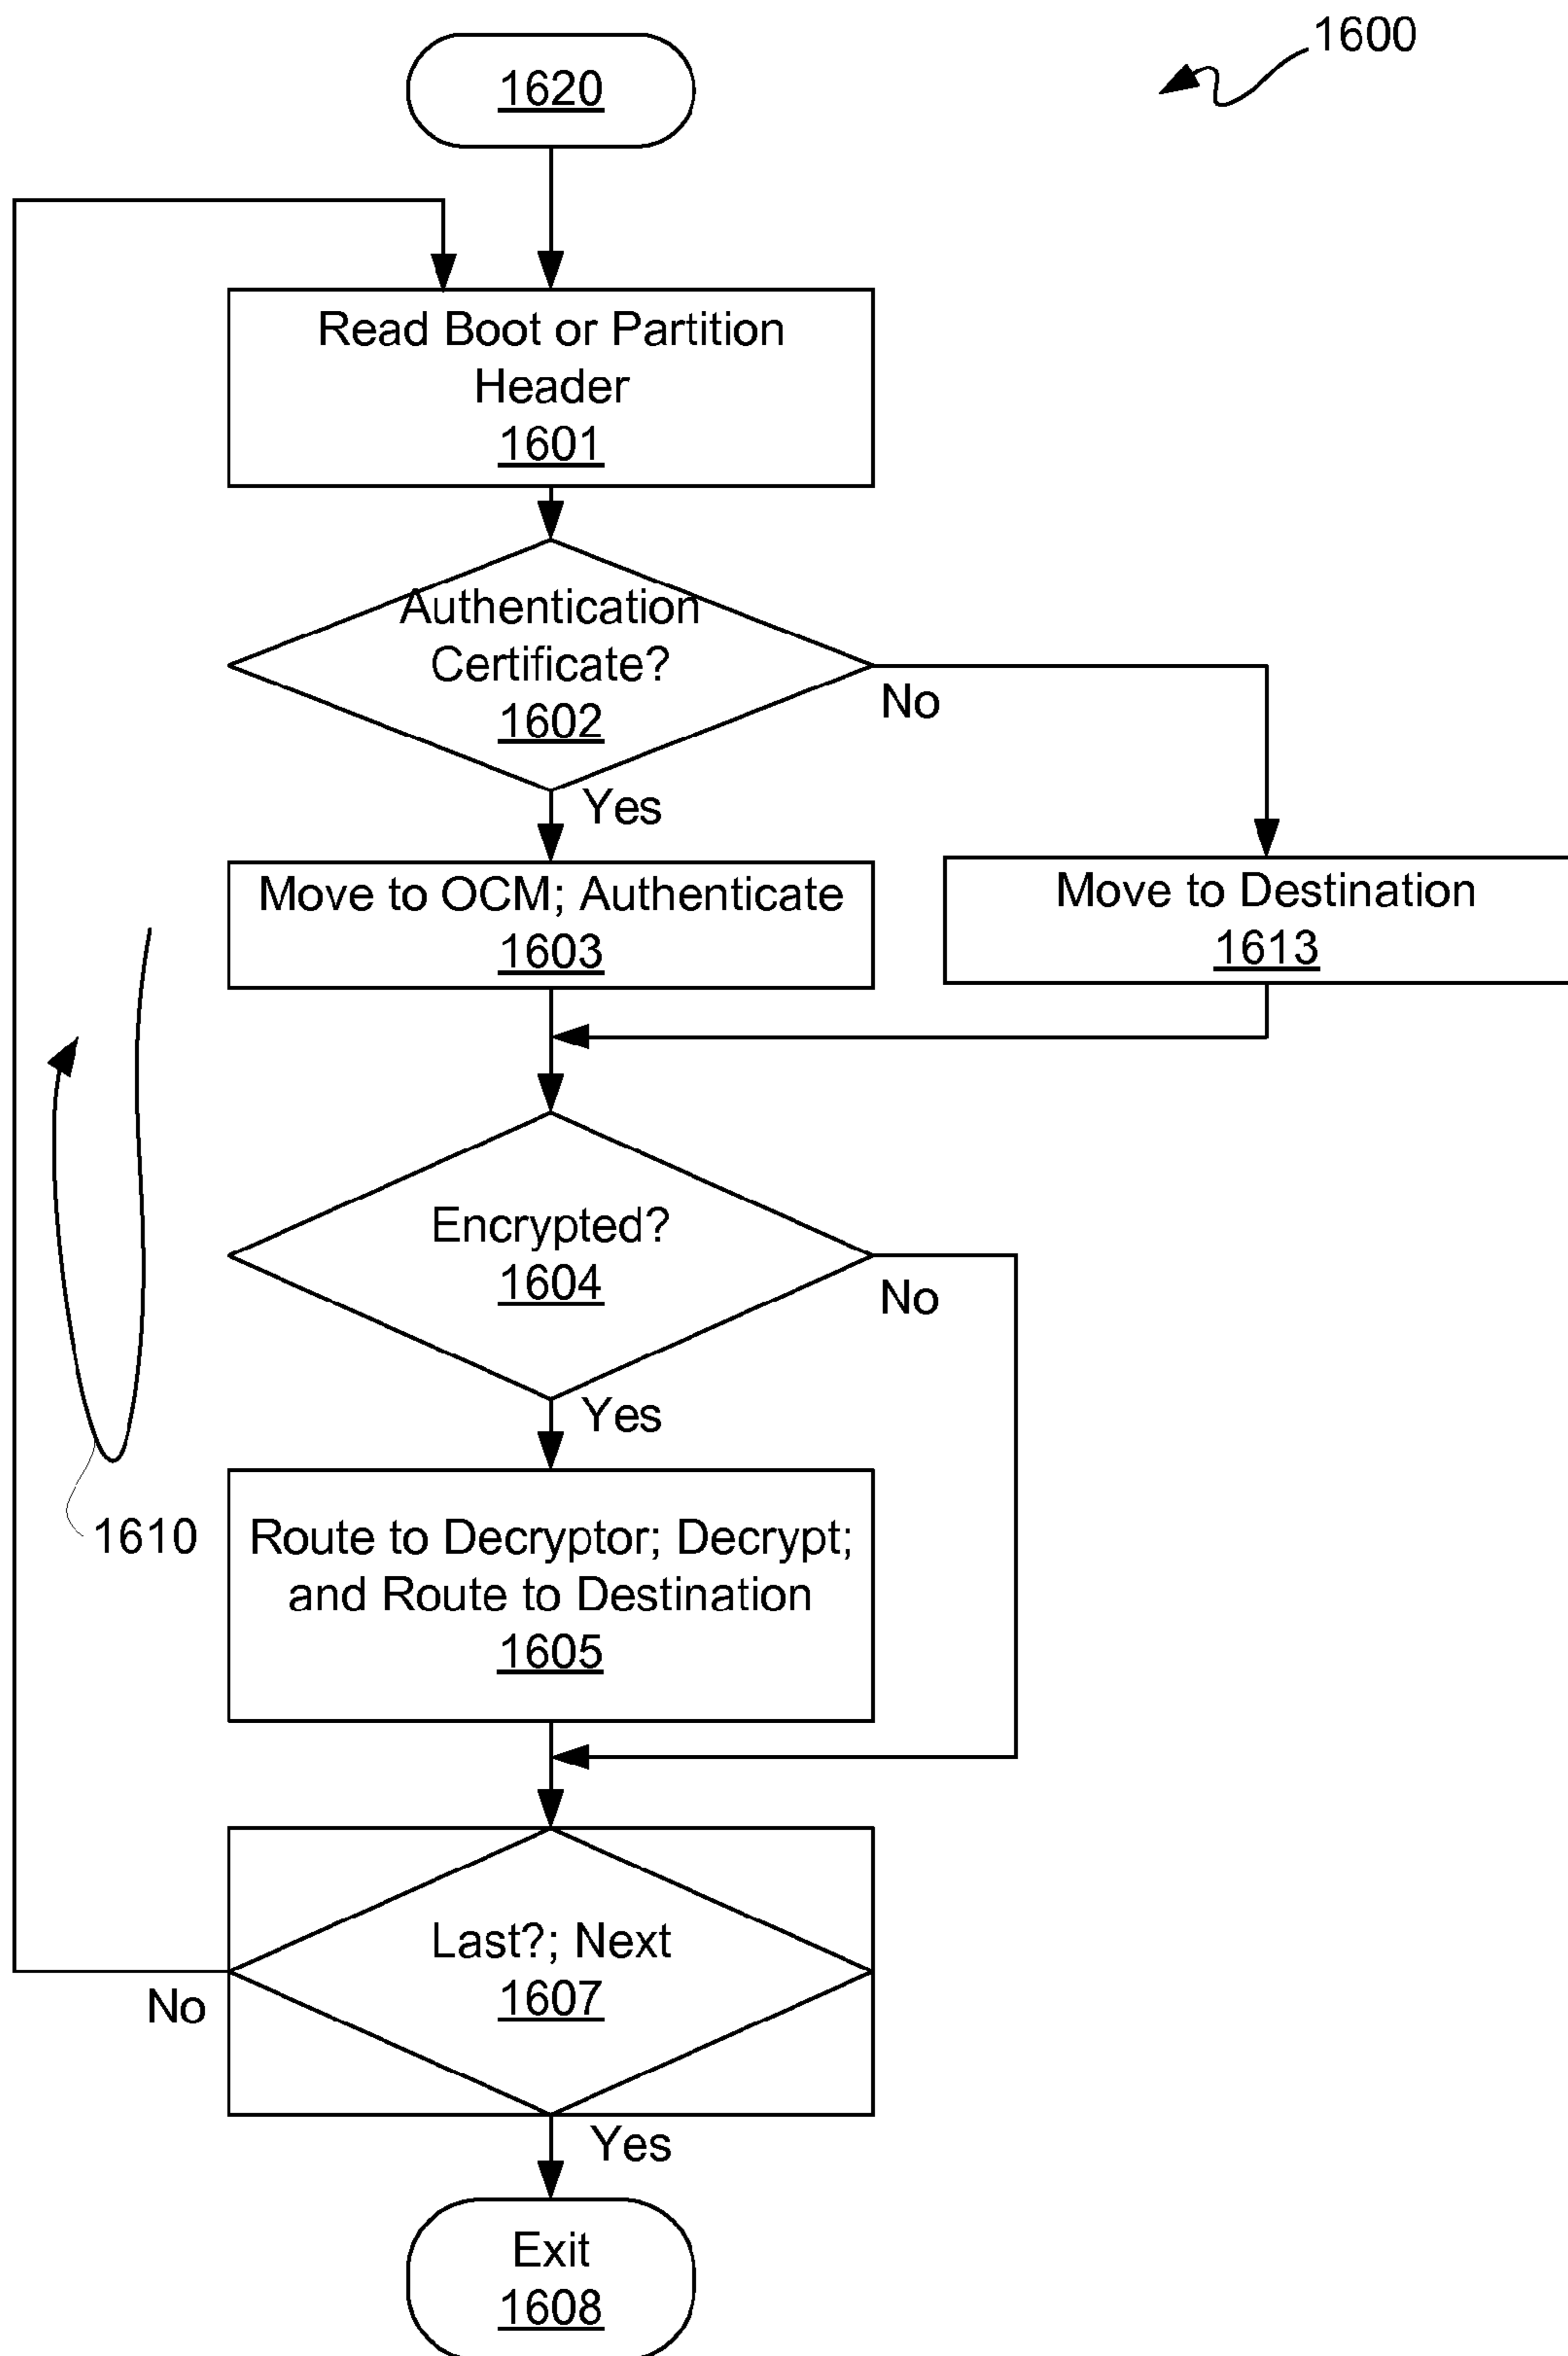 1600
1620
Read Boot or Partition
Header
1601
Authentication
Certificate?
1602
No
Yes
Move to OCM; Authenticate
1603
Move to Destination
1613
Encrypted?
1604
No
Yes
Route to Decryptor; Decrypt;
and Route to Destination
1605
1610
Last?; Next
1607
No
Yes
Exit
1608